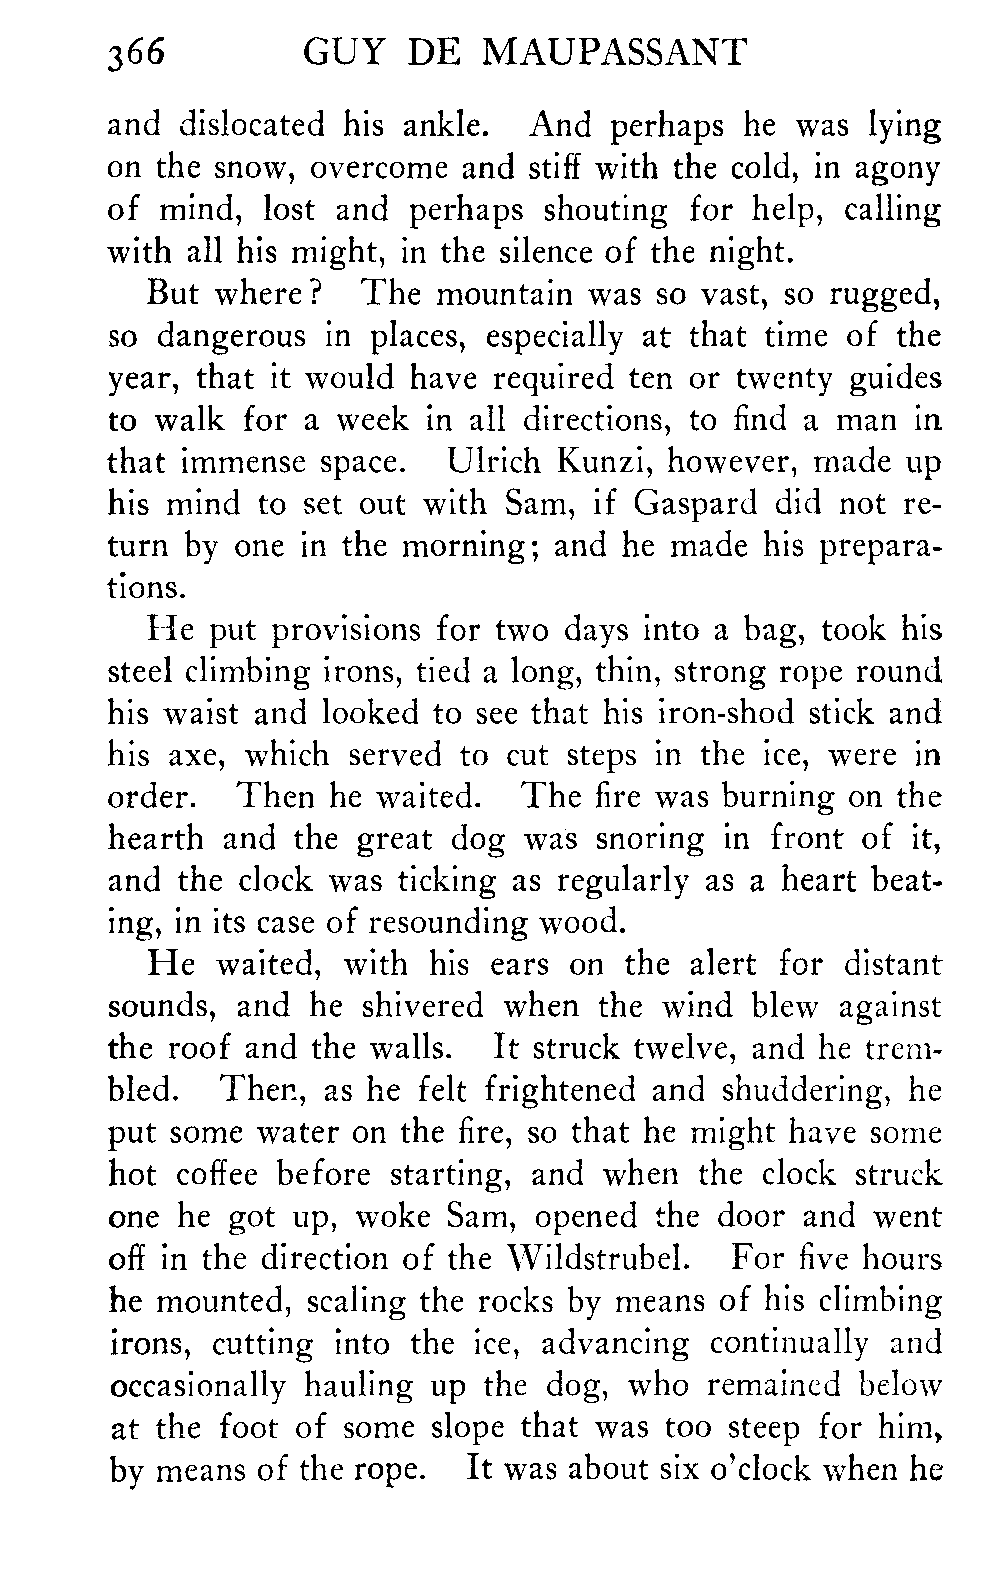 366 GUY DE MAUPASSANT
and dislocated his ankle. And perhaps he was lying
on the snow, overcome and stiff with the cold, in agony
of mind, lost and perhaps shouting for help, calling
with all his might, in the silence of the night.
But where? The mountain was so vast, so rugged,
so dangerous in places, especially at that time of the
year, that it would have required ten or twenty guides
to walk for a week in all directions, to find a man in
that immense space. Ulrich Kunzi, however, made up
his mind to set out with Sam, if Gaspard did not re-
turn by one in the morning; and he made his prepara-
tions.
He put provisions for two days into a bag, took his
steel climbing irons, tied a long, thin, strong rope round
his waist and looked to see that his iron-shod stick and
his axe, which served to cut steps in the ice, were in
order. Then he waited. The fire was burning on the
hearth and the great dog was snoring in front of it,
and the clock was ticking as regularly as a heart beat-
ing, in its case of resounding wood.
He waited, with his ears on the alert for distant
sounds, and he shivered when the wind blew against
the roof and the walls. It struck twelve, and he trem-
bled. Then, as he felt frightened and shuddering, he
put some water on the fire, so that he might have some
hot coffee before starting, and when the clock struck
one he got up, woke Sam, opened the door and went
off in the direction of the Wildstrubel. For five hours
he mounted, scaling the rocks by means of his climbing
irons, cutting into the ice, advancing continually and
occasionally hauling up the dog, who remained below
at the foot of some slope that was too steep for him,
by means of the rope. It was about six o'clock when he